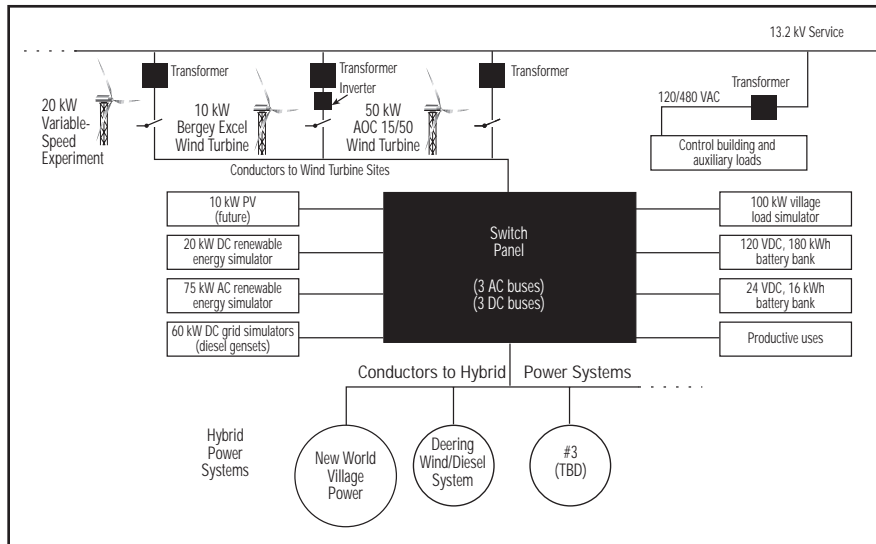 13.2 kV Service
Transformer
Transformer
Inverter
Transformer
Transformer
20 kW
Variable-
Speed
Experiment
10 kW
Bergey Excel
Wind Turbine
50 kW
AOC 15/50
Wind Turbine
120/480 VAC
Control building and
auxiliary loads
Conductors to Wind Turbine Sites
10 kW PV
(future)
20 kW DC renewable
energy simulator
75 kW AC renewable
energy simulator
60 kW DC grid simulators
(diesel gensets)
Switch
Panel
(3 AC buses)
(3 DC buses)
100 kW village
load simulator
120 VDC, 180 kWh
battery bank
24 VDC, 16 kWh
battery bank
Productive uses
Conductors to Hybrid Power Systems
Hybrid
Power
Systems
New World
Village
Power
Deering
Wind/Diesel
System
#3
(TBD)